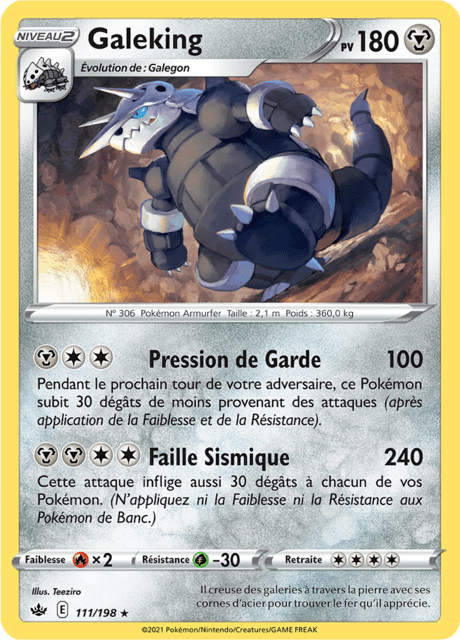 NIVEAU 2
Galeking
PV 180
Évolution de : Galegon
N° 306 Pokémon Armurfer Taille : 2,1 m Poids : 360,0 kg
Pression de Garde 100
Pendant le prochain tour de votre adversaire, ce Pokémon
subit 30 dégâts de moins provenant des attaques (après
application de la Faiblesse et de la Résistance).
Faille Sismique 240
Cette attaque inflige aussi 30 dégâts à chacun de vos
Pokémon. (N'appliquez ni la Faiblesse ni la Résistance aux
Pokémon de Banc.)
Faiblesse ×2 Résistance -30 Retraite
Illus. Teeziro
Il creuse des galeries à travers la pierre avec ses
cornes d'acier pour trouver le fer qu'il apprécie.
E 111/198 ★
©2021 Pokémon/Nintendo/Creatures/GAME FREAK